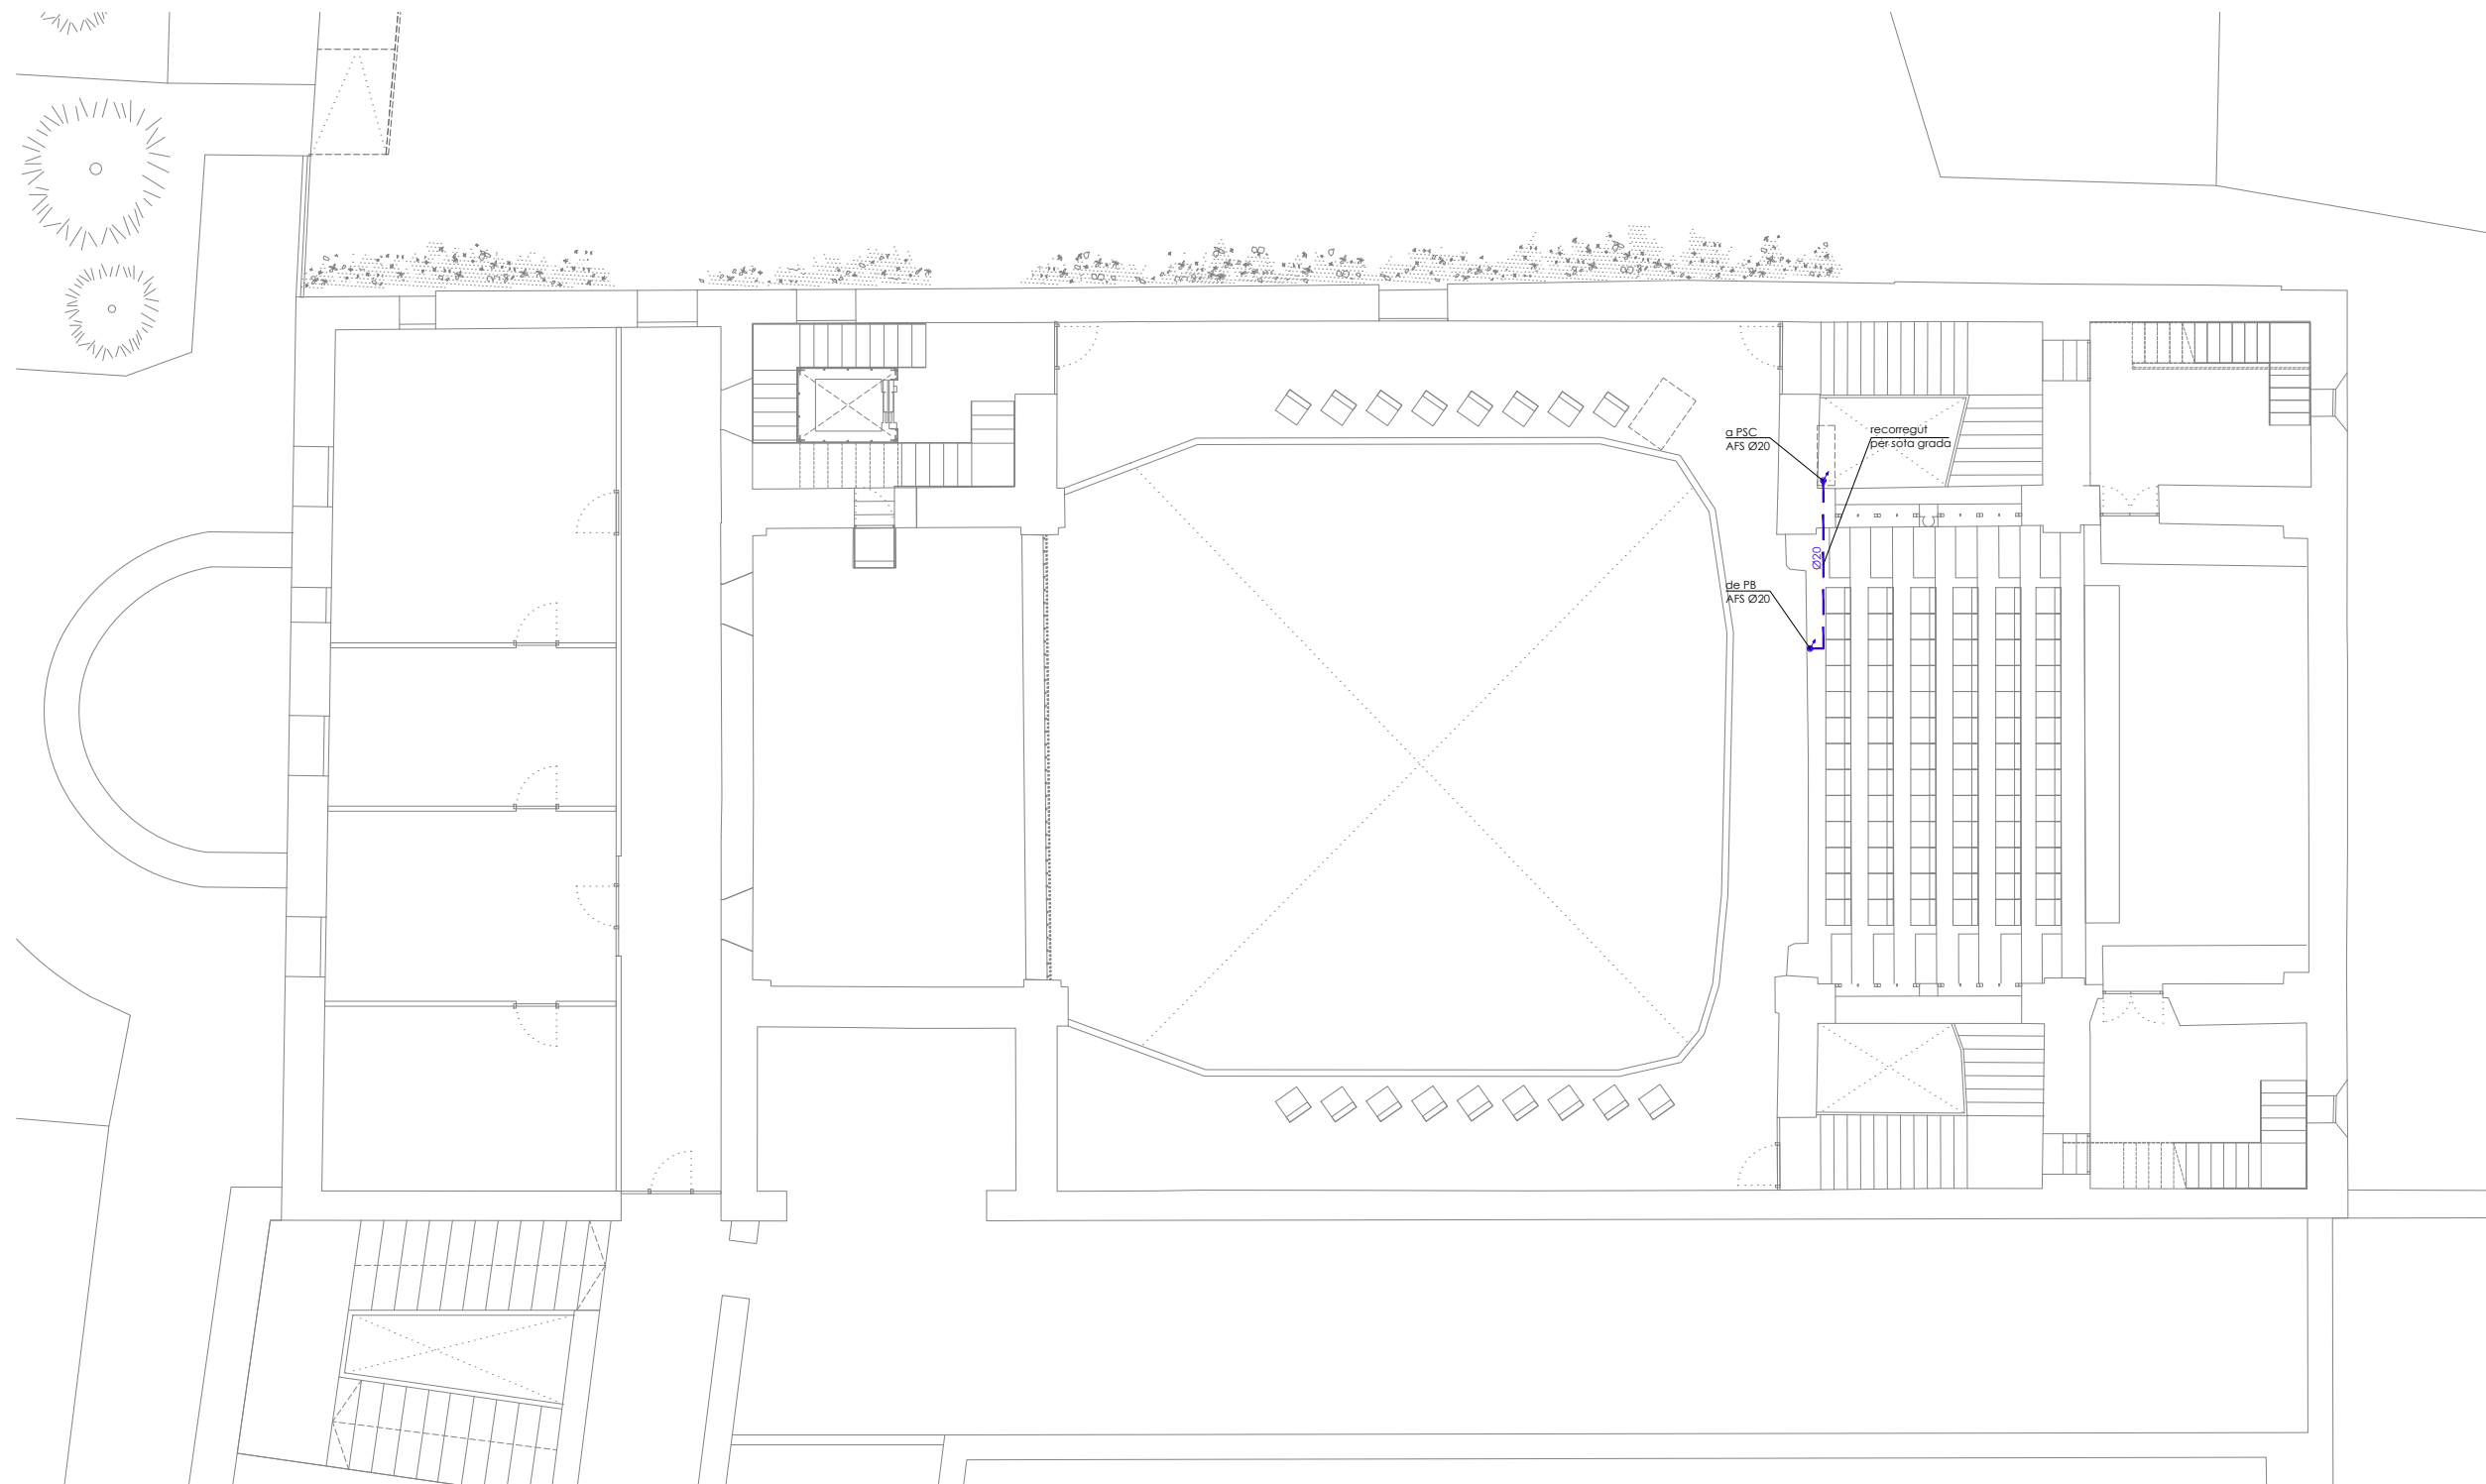 a PSC
AFS Ø20
recorregut
per sota grada
Ø20
de PB
AFS Ø20